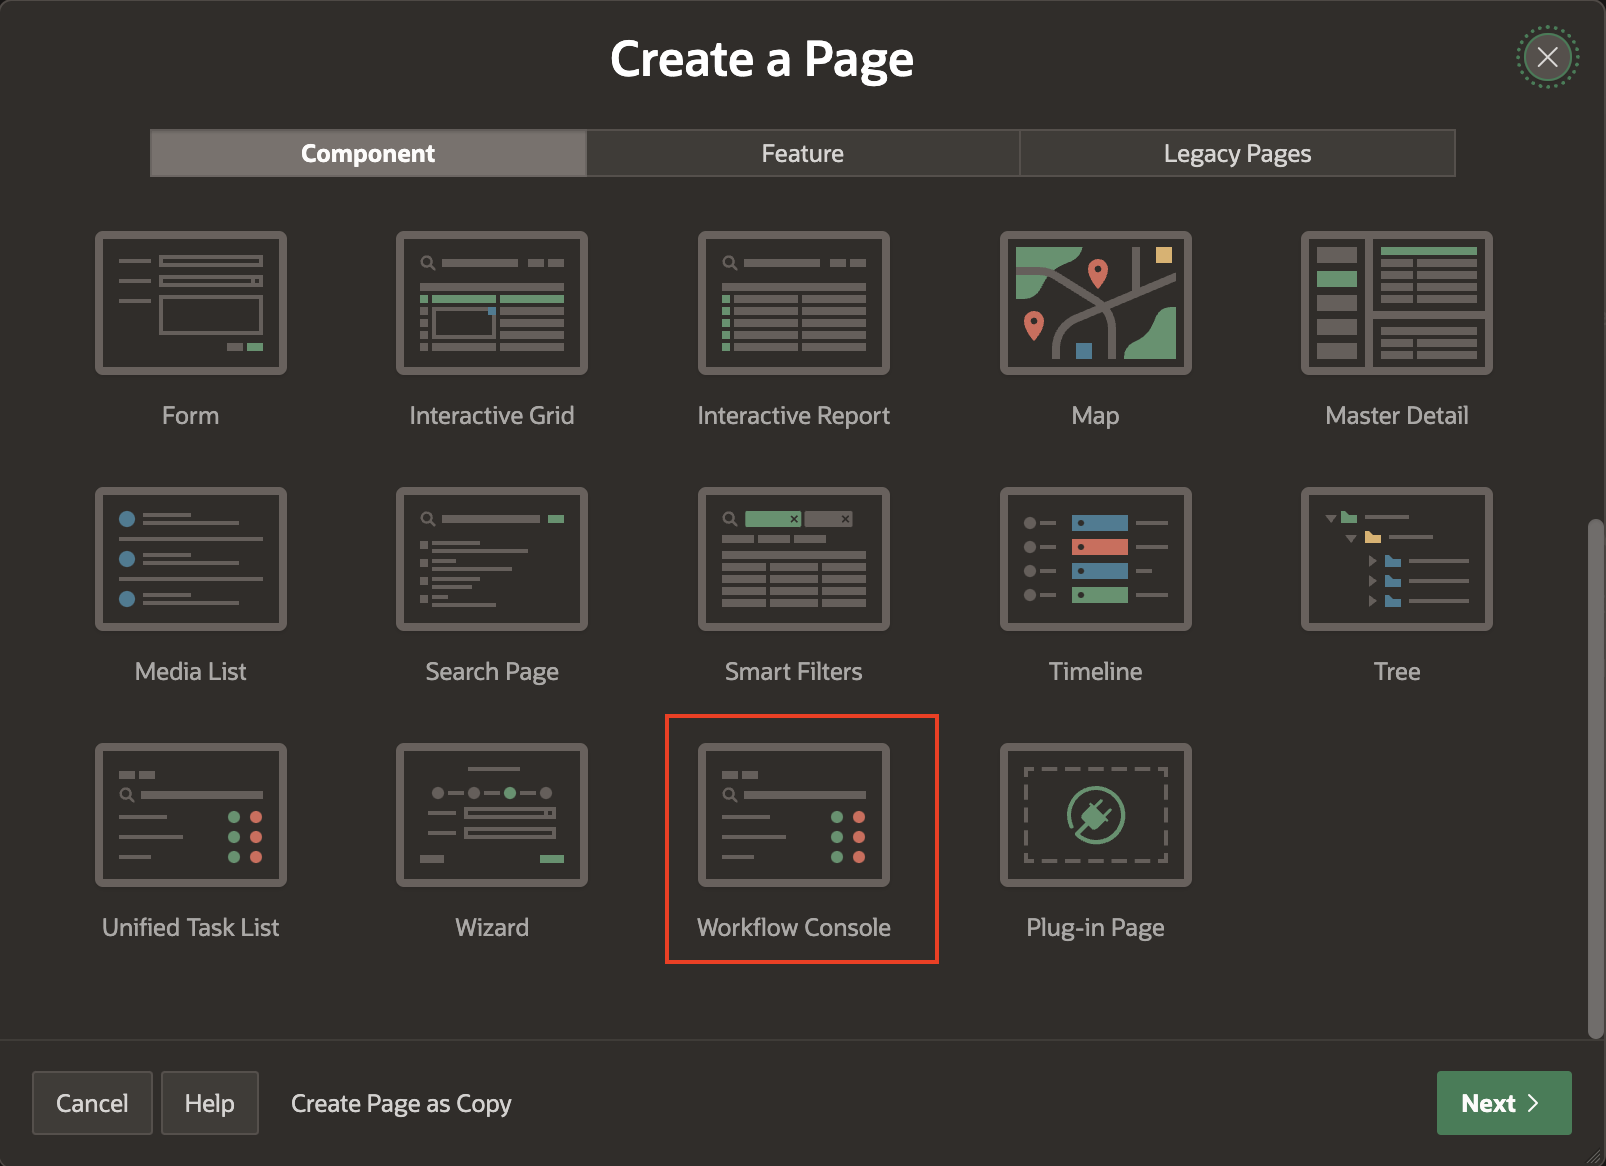 Create a Page
Component
Feature
Legacy Pages
Form
Interactive Grid
Interactive Report
Map
Master Detail
Media List
Search Page
Smart Filters
Timeline
Tree
Unified Task List
Wizard
Workflow Console
Plug-in Page
Cancel
Help
Create Page as Copy
Next